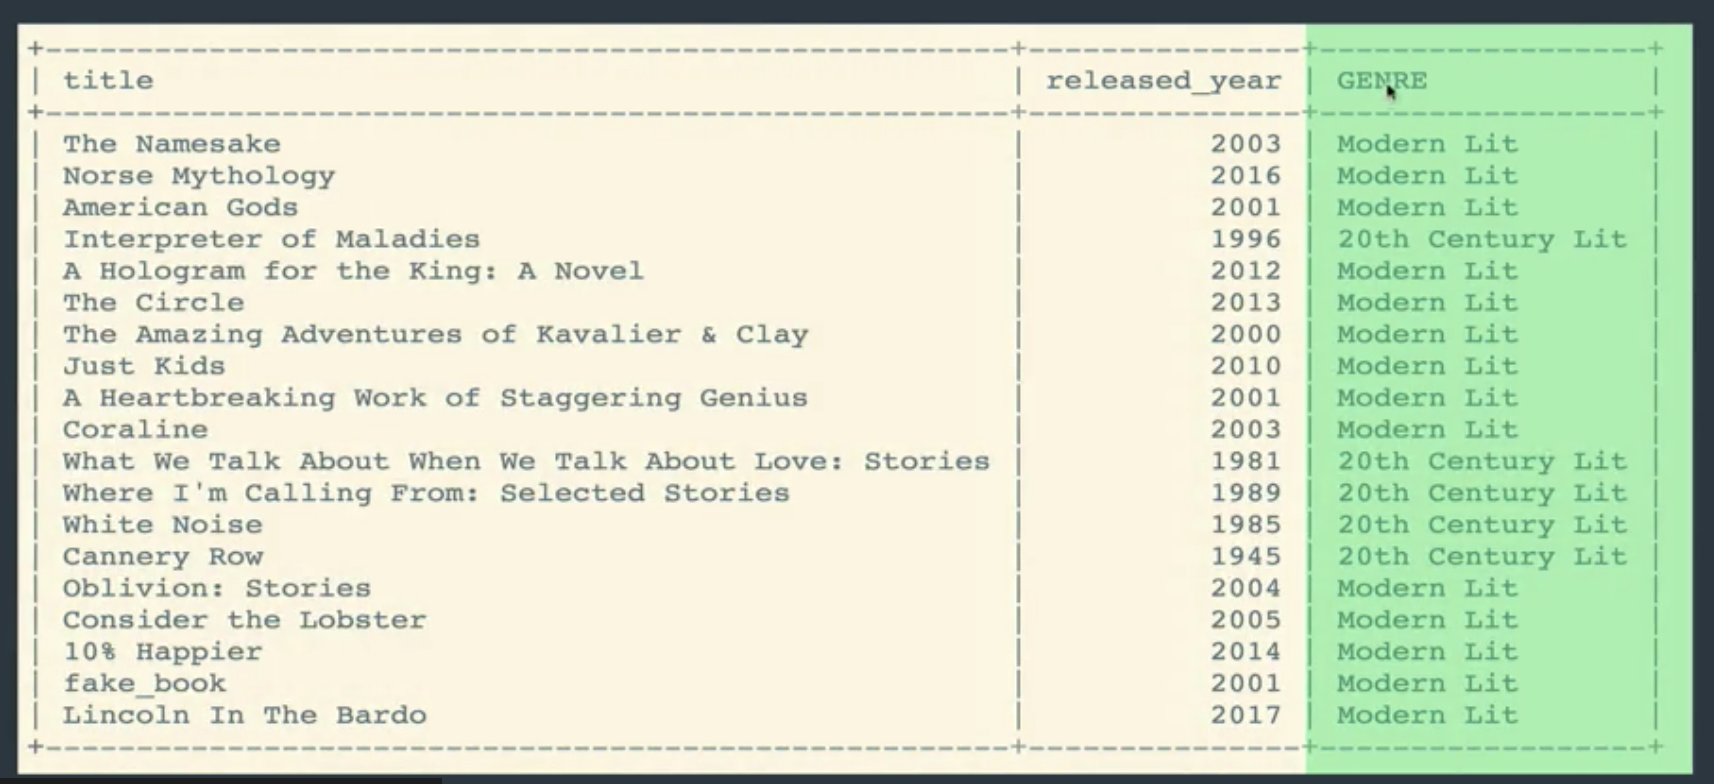 +-----------------------------------------------------+---------------+------------------+
| title                                               | released_year | GENRE            |
+-----------------------------------------------------+---------------+------------------+
| The Namesake                                        |          2003 | Modern Lit       |
| Norse Mythology                                     |          2016 | Modern Lit       |
| American Gods                                       |          2001 | Modern Lit       |
| Interpreter of Maladies                             |          1996 | 20th Century Lit |
| A Hologram for the King: A Novel                    |          2012 | Modern Lit       |
| The Circle                                          |          2013 | Modern Lit       |
| The Amazing Adventures of Kavalier & Clay           |          2000 | Modern Lit       |
| Just Kids                                           |          2010 | Modern Lit       |
| A Heartbreaking Work of Staggering Genius           |          2001 | Modern Lit       |
| Coraline                                            |          2003 | Modern Lit       |
| What We Talk About When We Talk About Love: Stories |          1981 | 20th Century Lit |
| Where I'm Calling From: Selected Stories            |          1989 | 20th Century Lit |
| White Noise                                         |          1985 | 20th Century Lit |
| Cannery Row                                         |          1945 | 20th Century Lit |
| Oblivion: Stories                                   |          2004 | Modern Lit       |
| Consider the Lobster                                |          2005 | Modern Lit       |
| 10% Happier                                         |          2014 | Modern Lit       |
| fake_book                                           |          2001 | Modern Lit       |
| Lincoln In The Bardo                                |          2017 | Modern Lit       |
+-----------------------------------------------------+---------------+------------------+